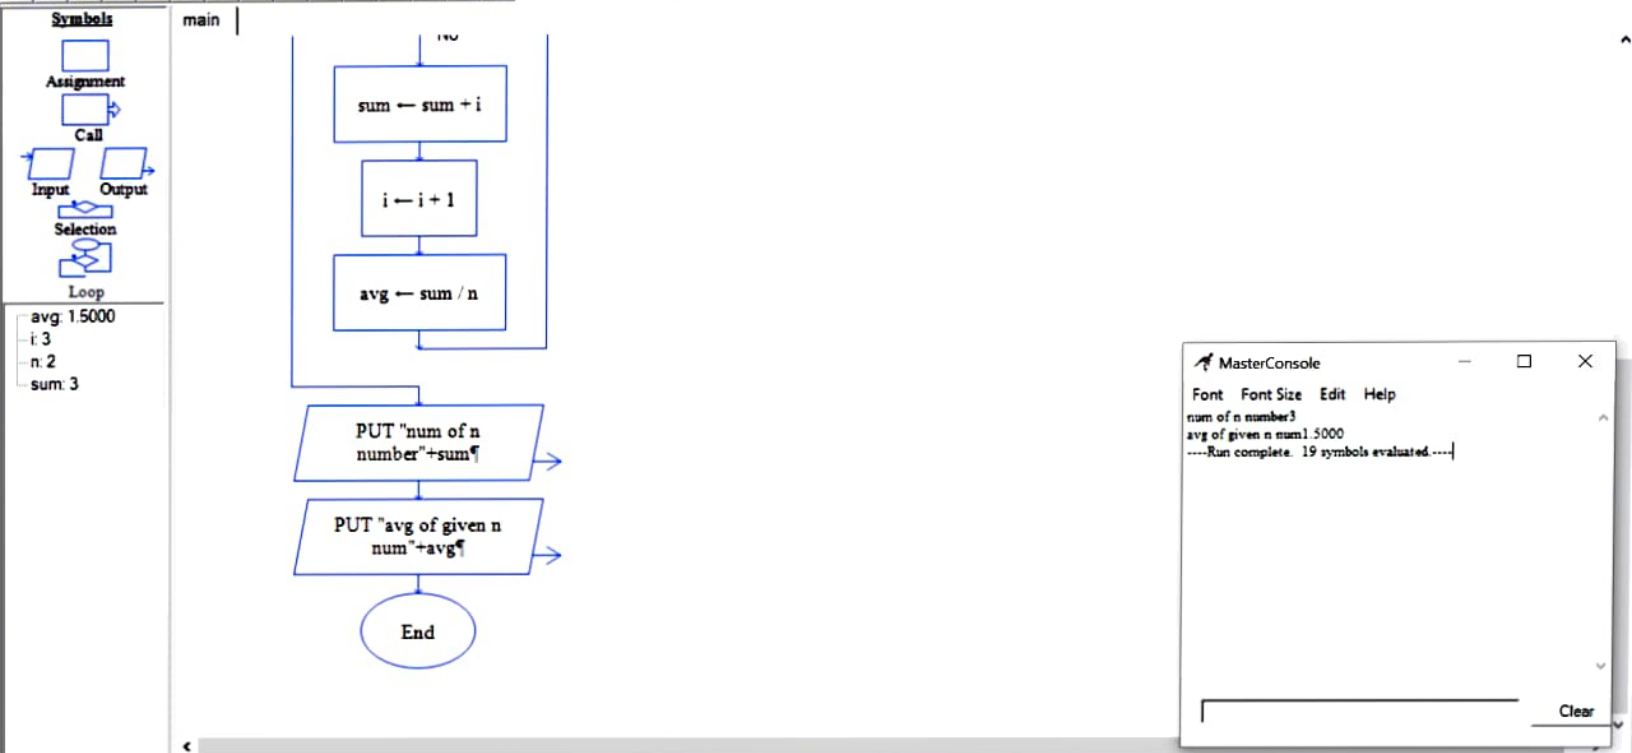 Symbols
main
Assignment
Call
Input Output
Selection
Loop
avg: 1.5000
i: 3
n: 2
sum: 3
No
sum ← sum + i
i ← i + 1
avg ← sum / n
PUT "num of n
number"+sum¶
PUT "avg of given n
num"+avg¶
End
MasterConsole
Font Font Size Edit Help
num of n number3
avg of given n num1.5000
----Run complete. 19 symbols evaluated.----
Clear